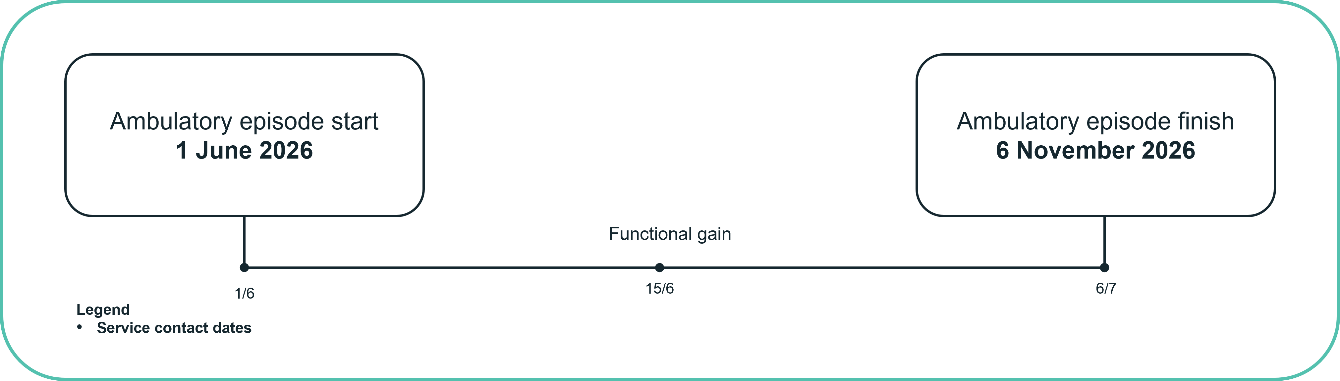 Ambulatory episode start
1 June 2026
Ambulatory episode finish
6 November 2026
Functional gain
1/6
15/6
6/7
Legend
• Service contact dates